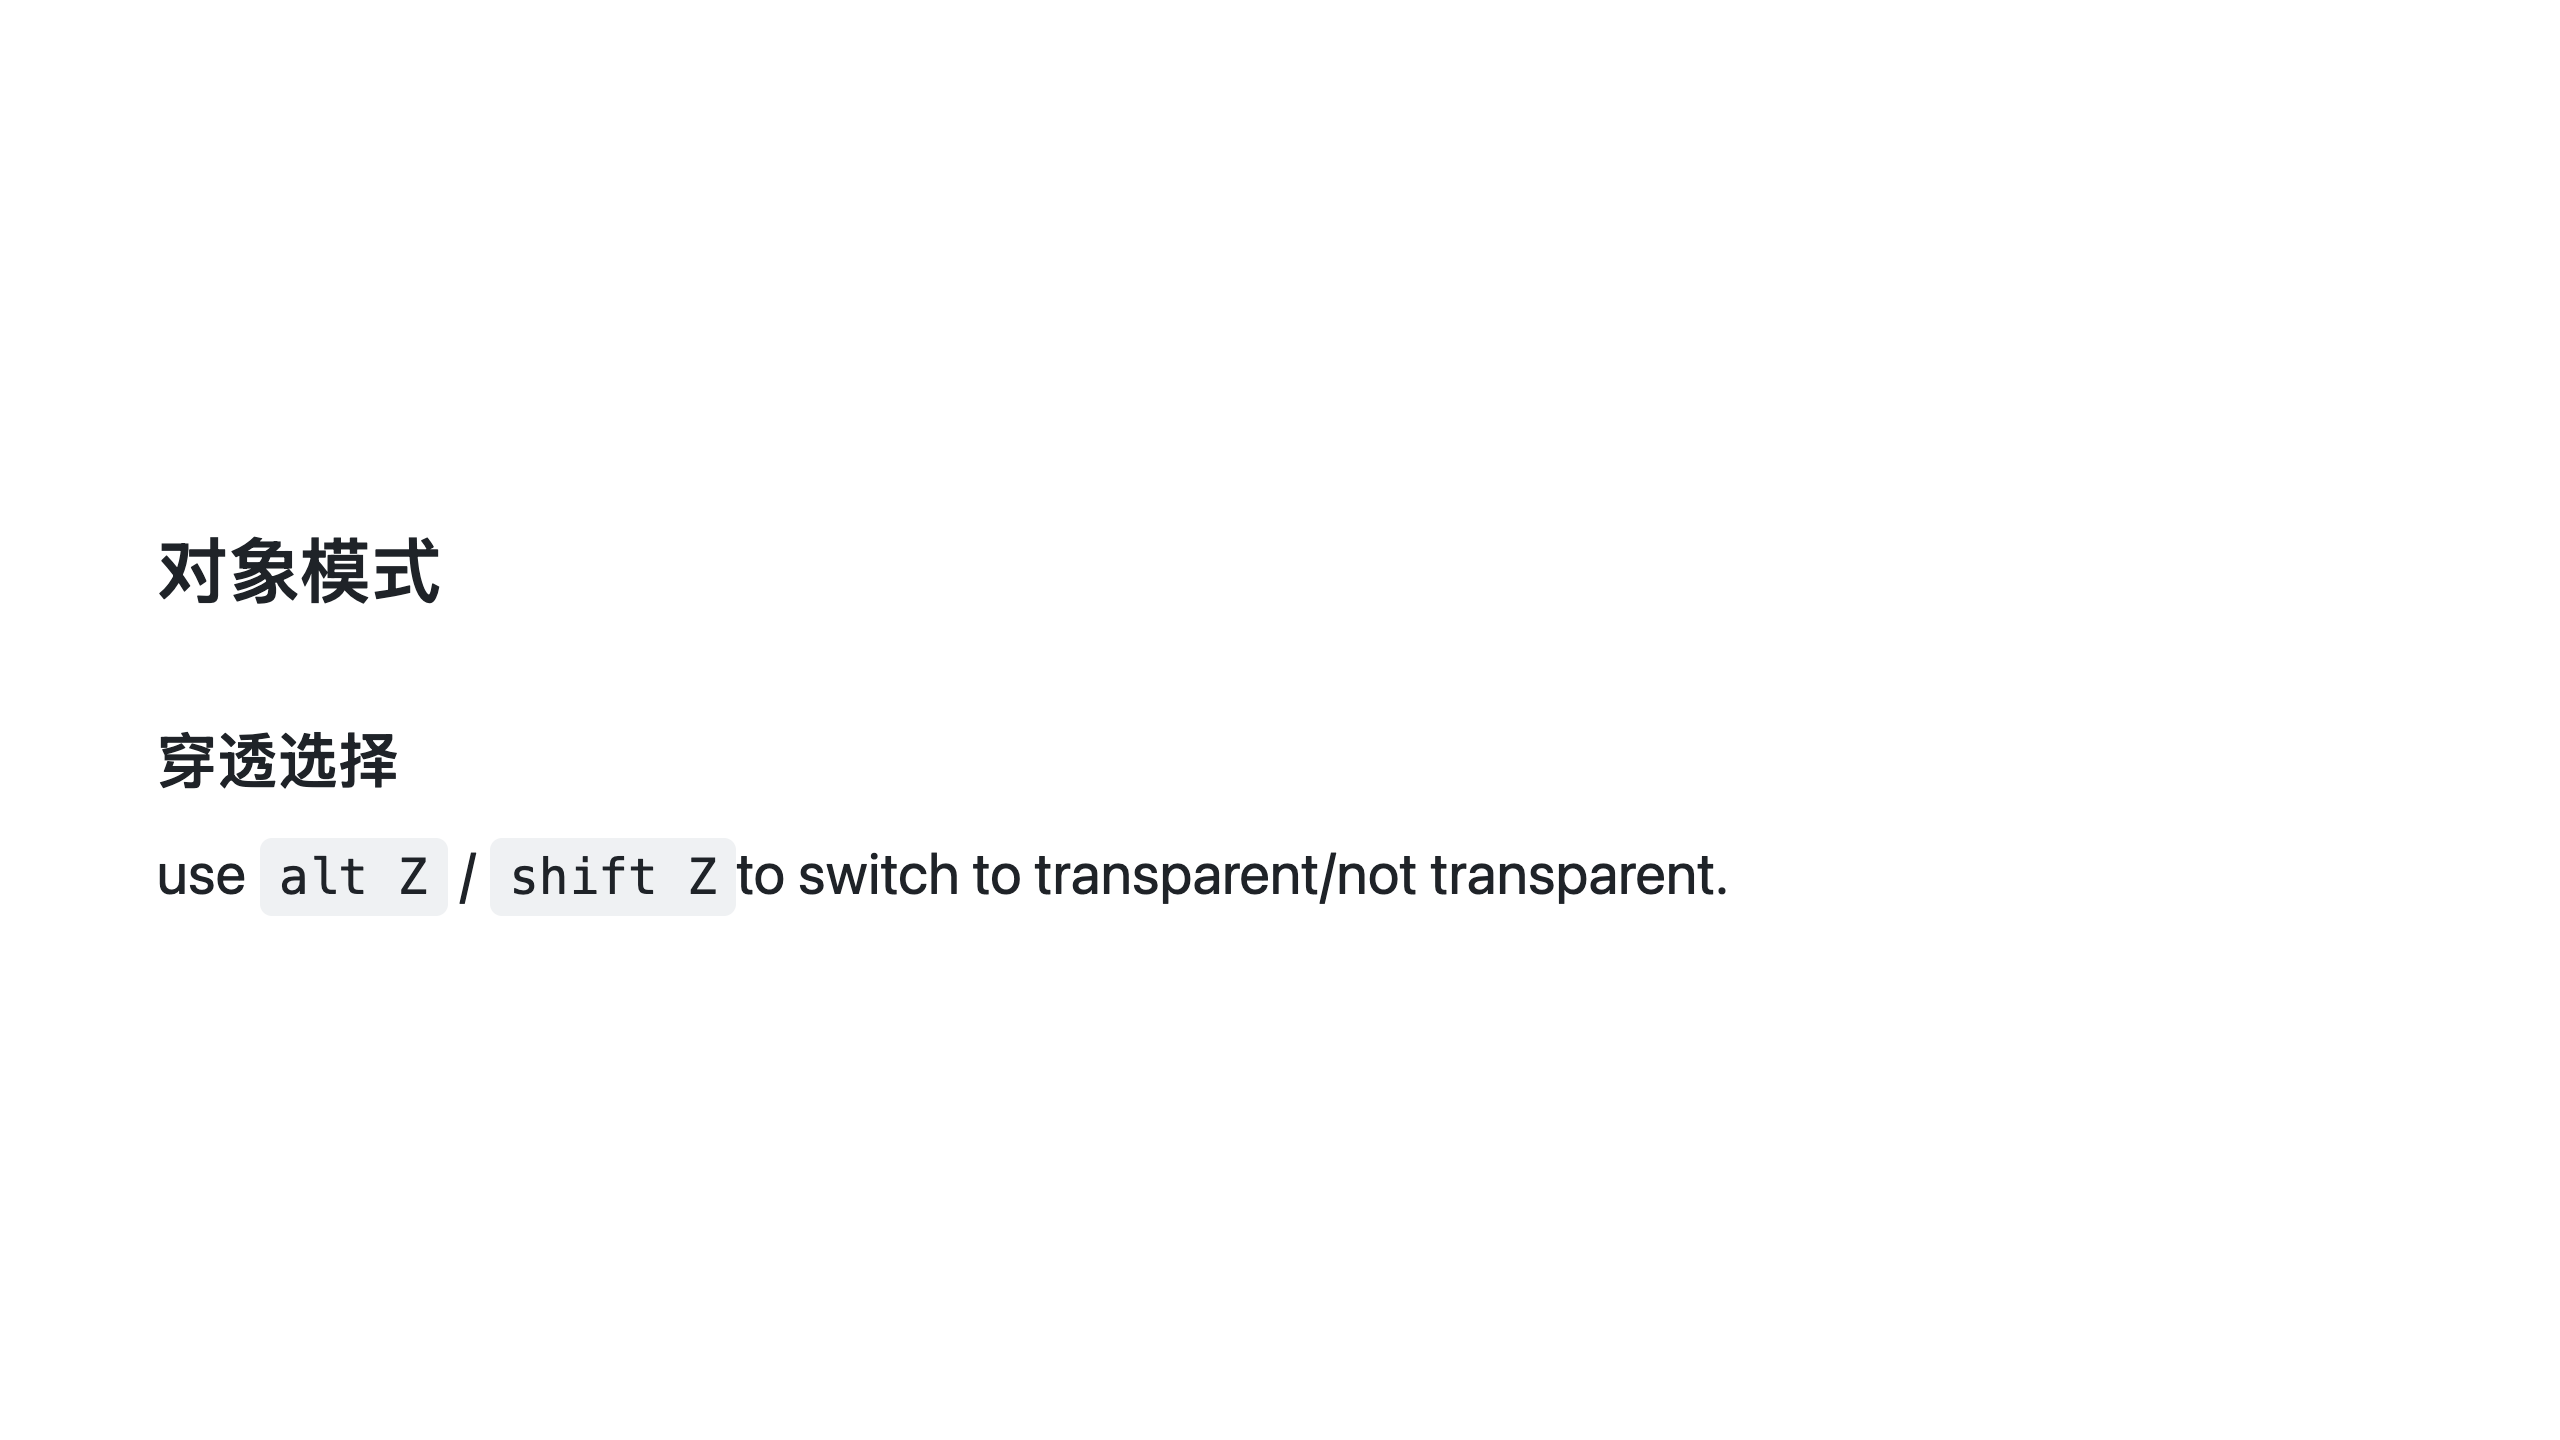 对象模式
穿透选择
use alt Z / shift Z to switch to transparent/not transparent.